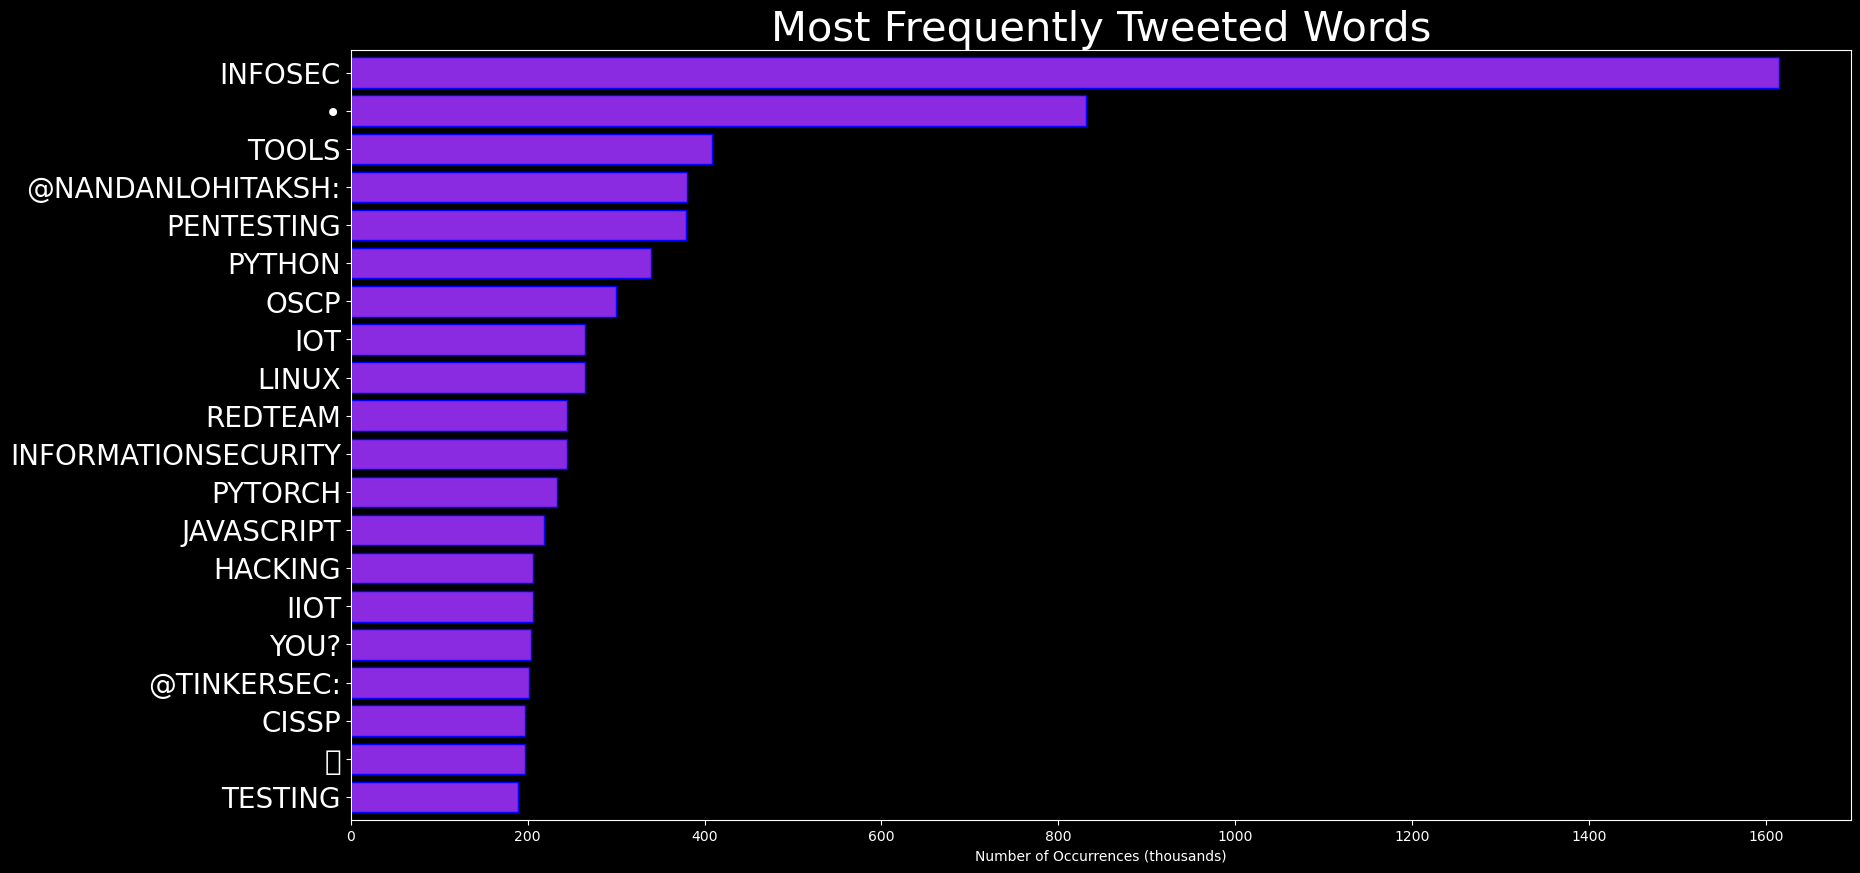 Most Frequently Tweeted Words
INFOSEC
•
TOOLS
@NANDANLOHITAKSH:
PENTESTING
PYTHON
OSCP
IOT
LINUX
REDTEAM
INFORMATIONSECURITY
PYTORCH
JAVASCRIPT
HACKING
IIOT
YOU?
@TINKERSEC:
CISSP
TESTING
0 200 400 600 800 1000 1200 1400 1600
Number of Occurrences (thousands)